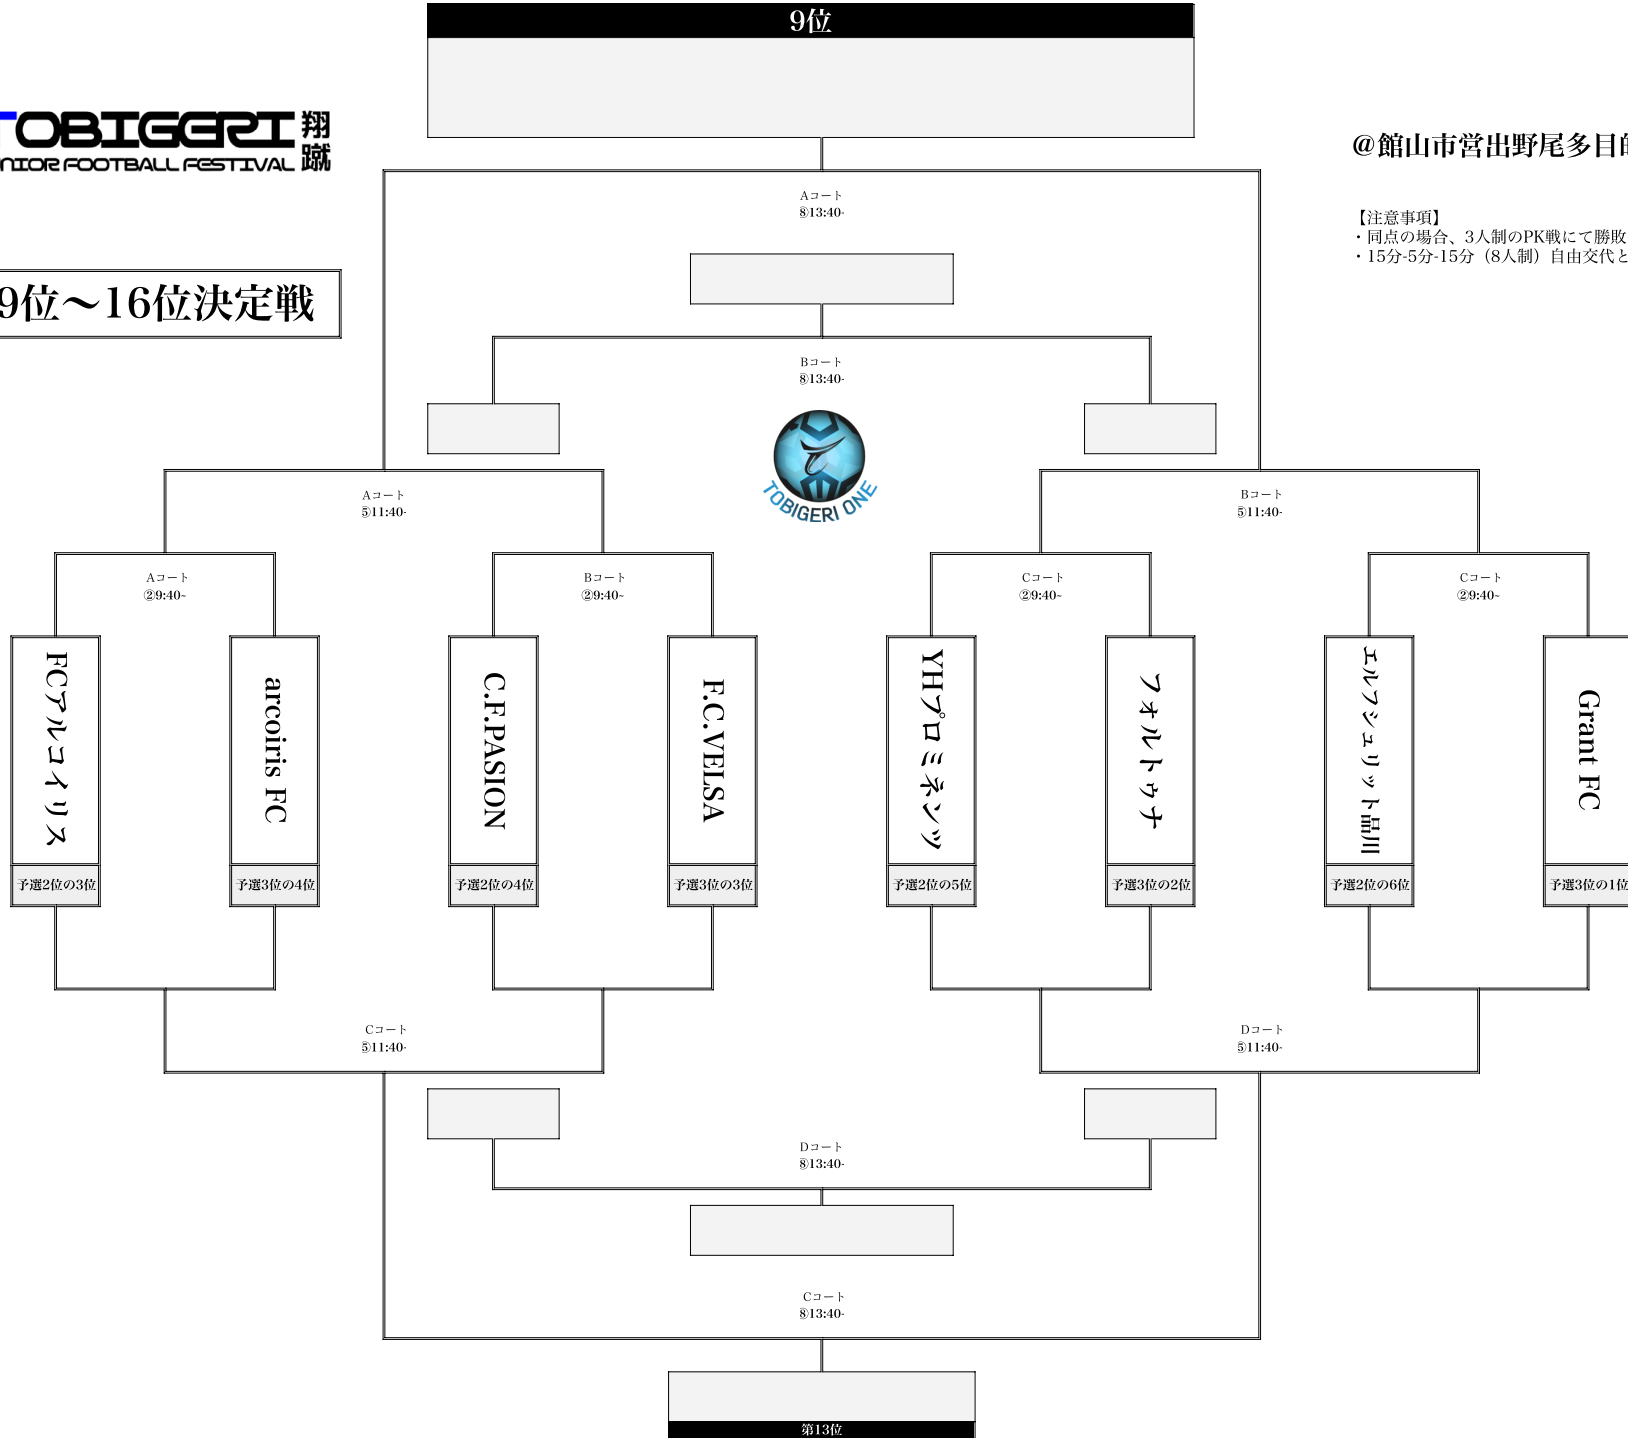 9位
TOBIGERI 翔蹴
NIOR FOOTBALL FESTIVAL
@館山市営出野尾多目的
Aコート
⑧13:40-
【注意事項】
・同点の場合、3人制のPK戦にて勝敗
・15分-5分-15分（8人制）自由交代と
9位〜16位決定戦
Bコート
⑧13:40-
TOBIGERI ONE
Aコート
⑤11:40-
Bコート
⑤11:40-
Aコート
②9:40~
Bコート
②9:40~
Cコート
②9:40~
Cコート
②9:40~
FCアルコイリス
arcoiris FC
C.F.PASION
F.C.VELSA
YHプロミネンツ
フォルトゥナ
エルフシュリット品川
Grant FC
予選2位の3位
予選3位の4位
予選2位の4位
予選3位の3位
予選2位の5位
予選3位の2位
予選2位の6位
予選3位の1位
Cコート
⑤11:40-
Dコート
⑤11:40-
Dコート
⑧13:40-
Cコート
⑧13:40-
第13位